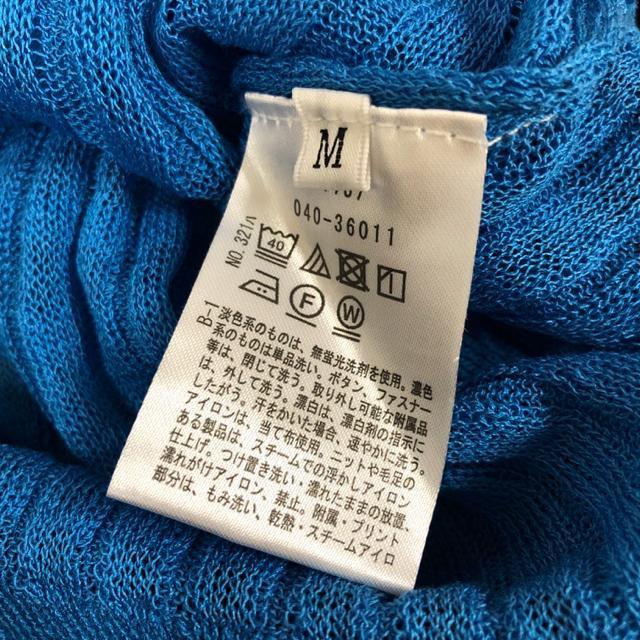 M
040-36011
NO. 321
40
F
W
淡色系のものは、無蛍光洗剤を使用。濃色
系のものは単品洗い。ボタン、ファスナー
等は、閉じて洗う。取り外し可能な附属品
は、外して洗う。漂白は、漂白剤の指示に
したがう。汗をかいた場合、速やかに洗う。
アイロンは、当て布使用。ニットや毛足の
ある製品は、スチームでの浮かしアイロン
仕上げ。つけ置き洗い・濡れたままの放置、
濡れがけアイロン、禁止。附属・プリント
部分は、もみ洗い、乾熱・スチームアイロ